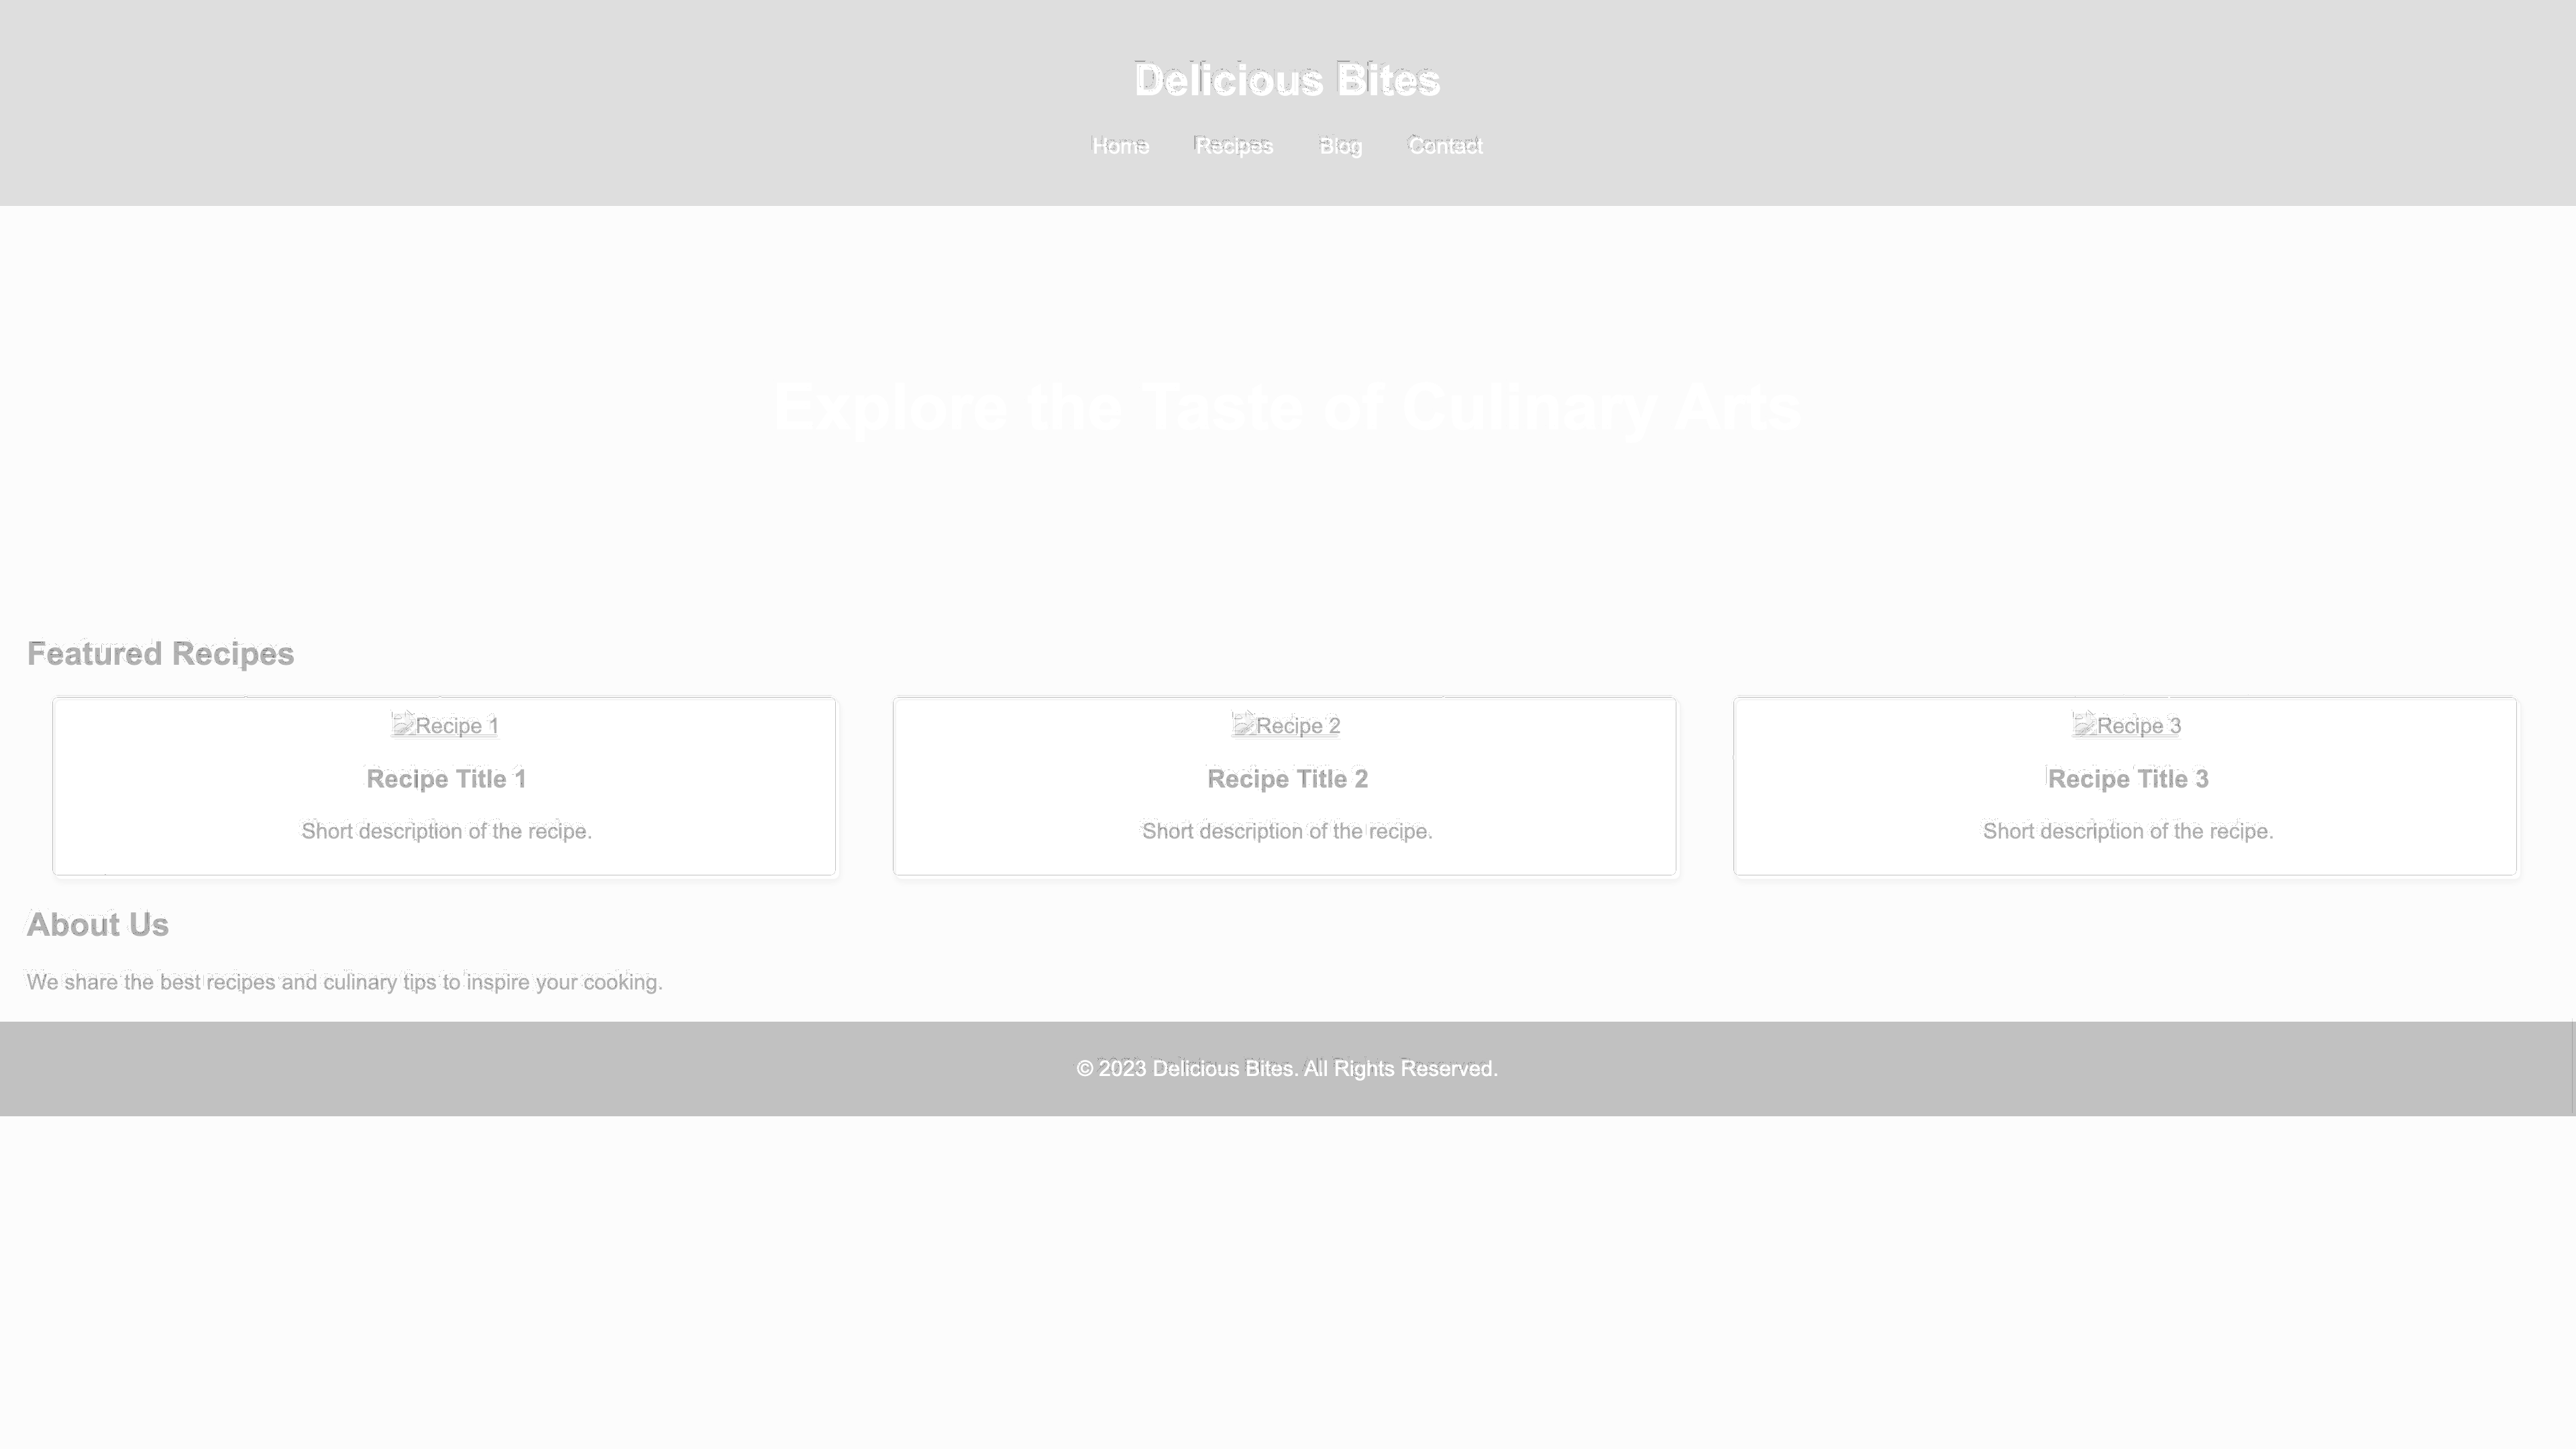 Delicious Bites
Home Recipes Blog Contact
Explore the Taste of Culinary Arts
Featured Recipes
Recipe 1 Recipe 2 Recipe 3
Recipe Title 1 Recipe Title 2 Recipe Title 3
Short description of the recipe. Short description of the recipe. Short description of the recipe.
About Us
We share the best recipes and culinary tips to inspire your cooking.
© 2023 Delicious Bites. All Rights Reserved.